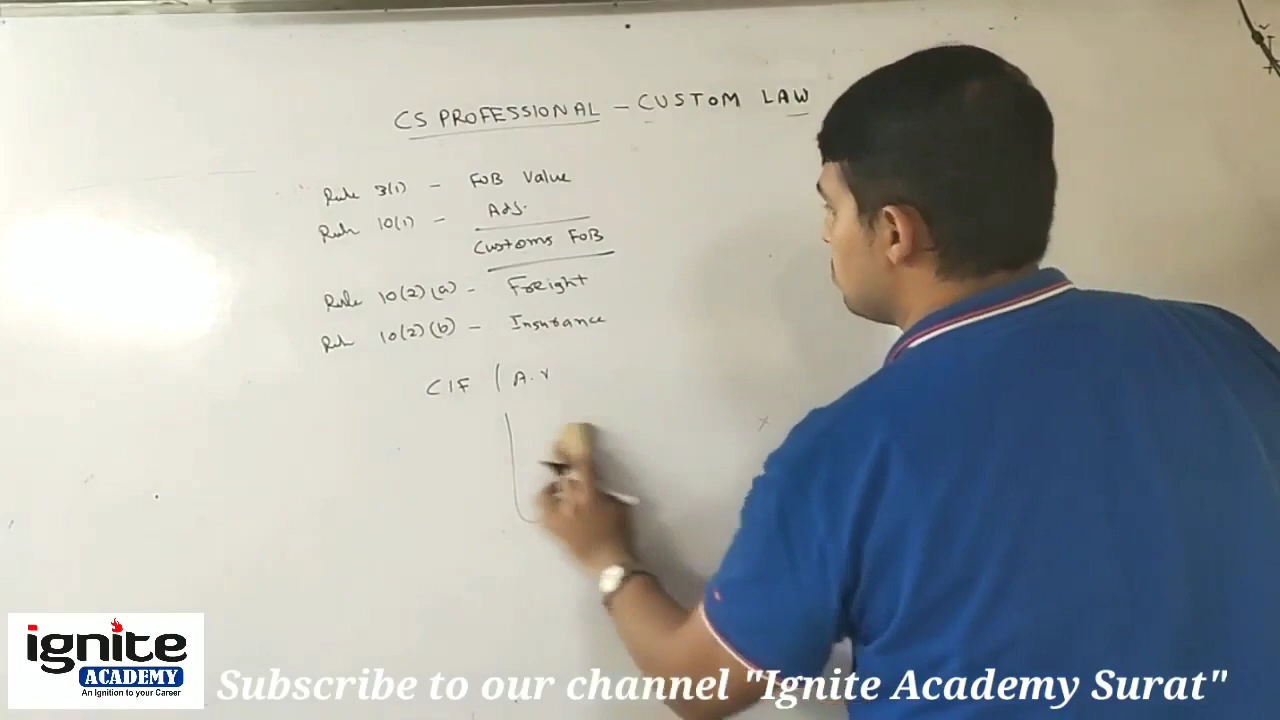 CS PROFESSIONAL - CUSTOM LAW
Rule 3(1) - FOB Value
Rule 10(1) - Adj.
Customs FOB
Rule 10(2)(a) - Freight
Rule 10(2)(b) - Insurance
CIF | A.V
ignite
ACADEMY
An Ignition to your Career
Subscribe to our channel "Ignite Academy Surat"